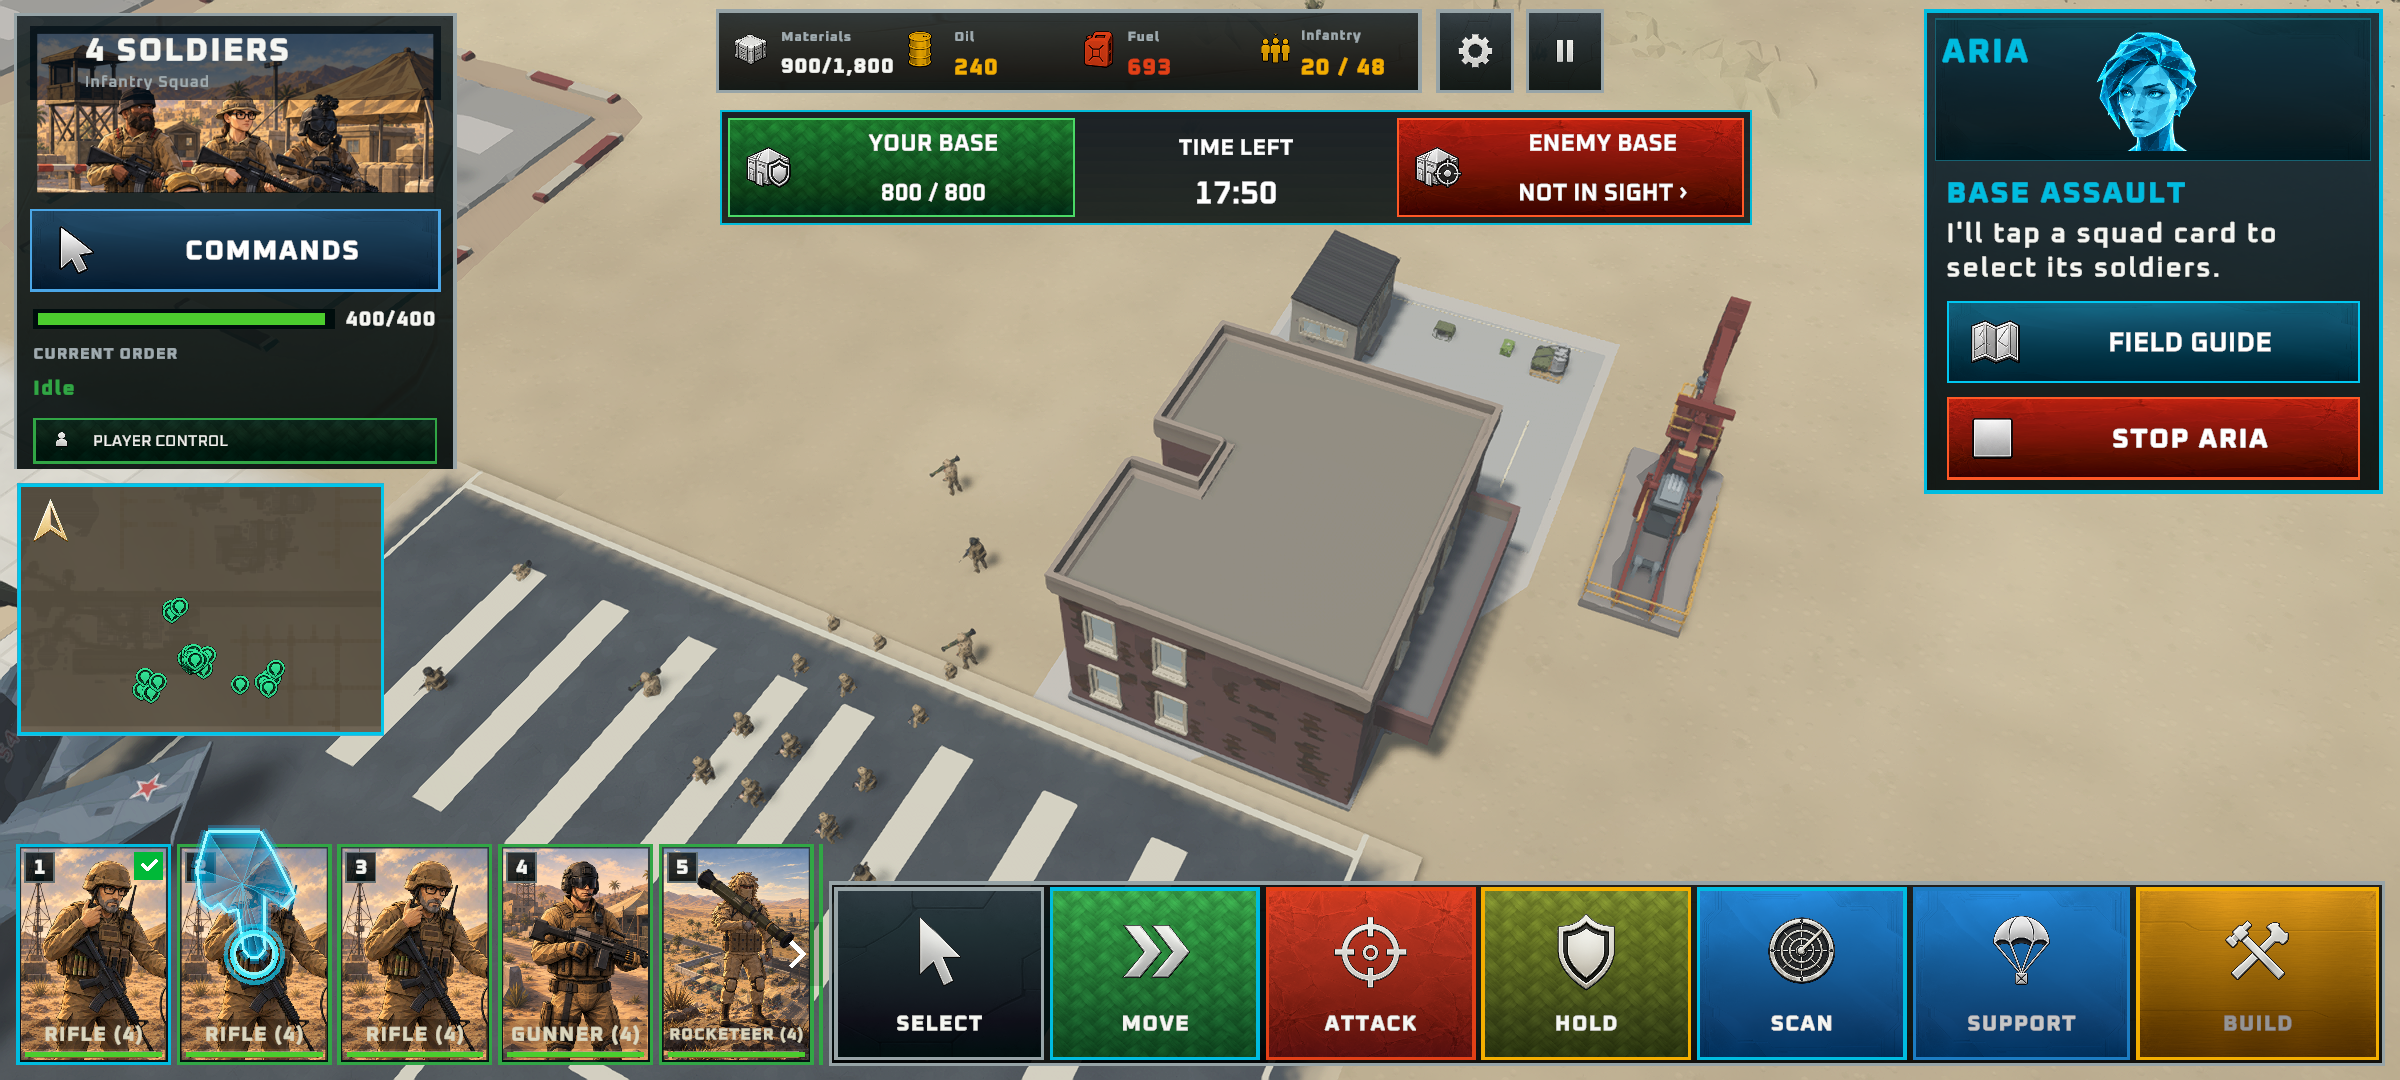 4 SOLDIERS
Infantry Squad
COMMANDS
400/400
CURRENT ORDER
Idle
PLAYER CONTROL
Materials
900/1,800
Oil
240
Fuel
693
Infantry
20 / 48
YOUR BASE
800 / 800
TIME LEFT
17:50
ENEMY BASE
NOT IN SIGHT ›
ARIA
BASE ASSAULT
I'll tap a squad card to
select its soldiers.
FIELD GUIDE
STOP ARIA
1
RIFLE (4)
2
RIFLE (4)
3
RIFLE (4)
4
GUNNER (4)
5
ROCKETEER (4)
SELECT
MOVE
ATTACK
HOLD
SCAN
SUPPORT
BUILD